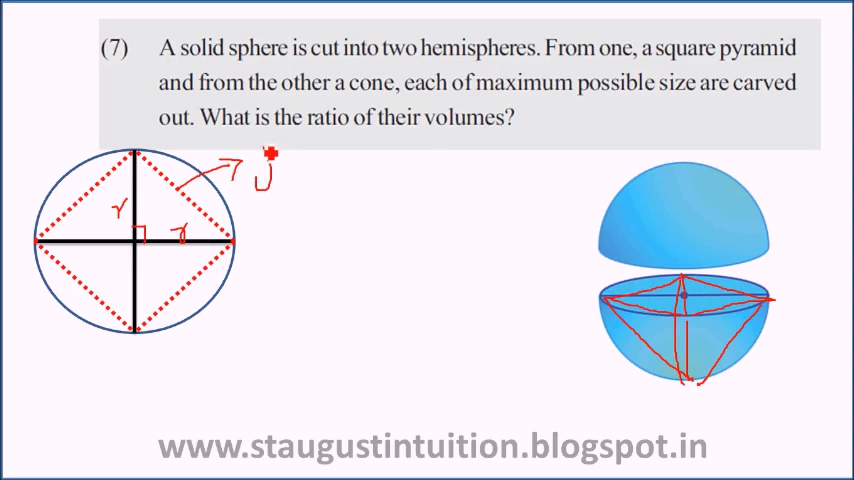 (7) A solid sphere is cut into two hemispheres. From one, a square pyramid
and from the other a cone, each of maximum possible size are carved
out. What is the ratio of their volumes?
r
r
www.staugustintuition.blogspot.in